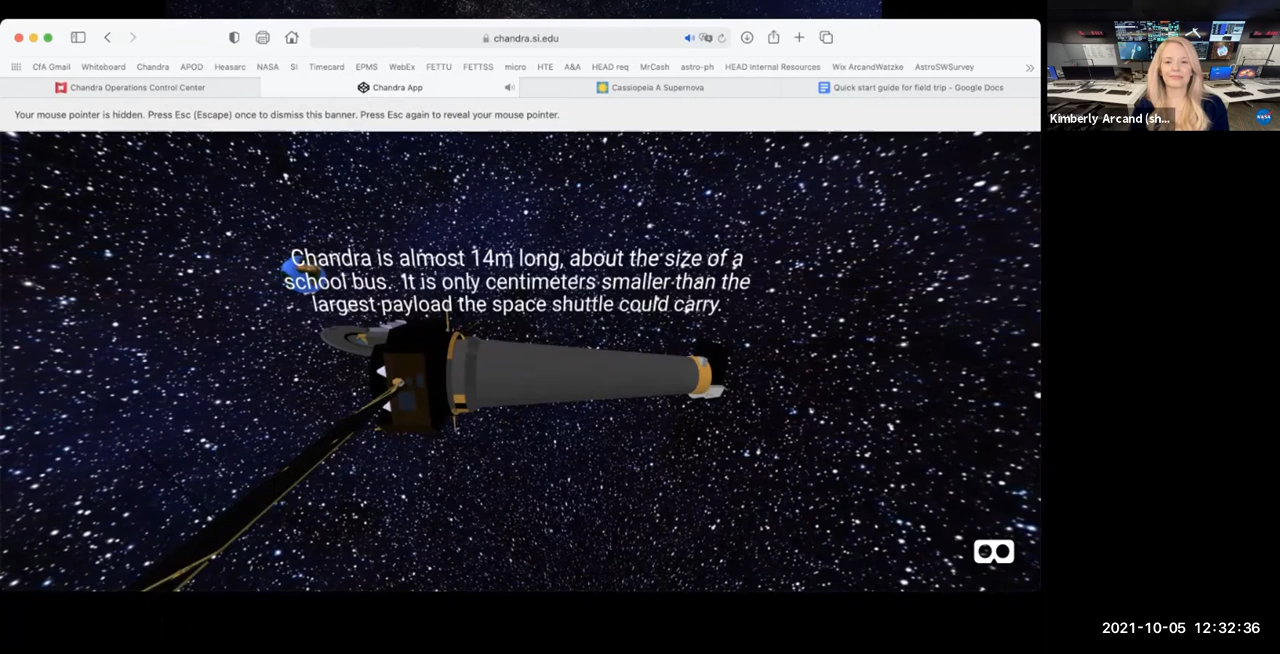 chandra.si.edu
CfA Gmail Whiteboard Chandra APOD Heasarc NASA SI Timecard EPMS WebEx FETTU FETTSS micro HTE A&A HEAD req MrCash astro-ph HEAD internal Resources Wix ArcandWatzke AstroSWSurvey
Chandra Operations Control Center Chandra App Cassiopeia A Supernova Quick start guide for field trip - Google Docs
Your mouse pointer is hidden. Press Esc (Escape) once to dismiss this banner. Press Esc again to reveal your mouse pointer.
Kimberly Arcand (sh...
NASA
Chandra is almost 14m long, about the size of a
school bus. It is only centimeters smaller than the
largest payload the space shuttle could carry.
2021-10-05 12:32:36